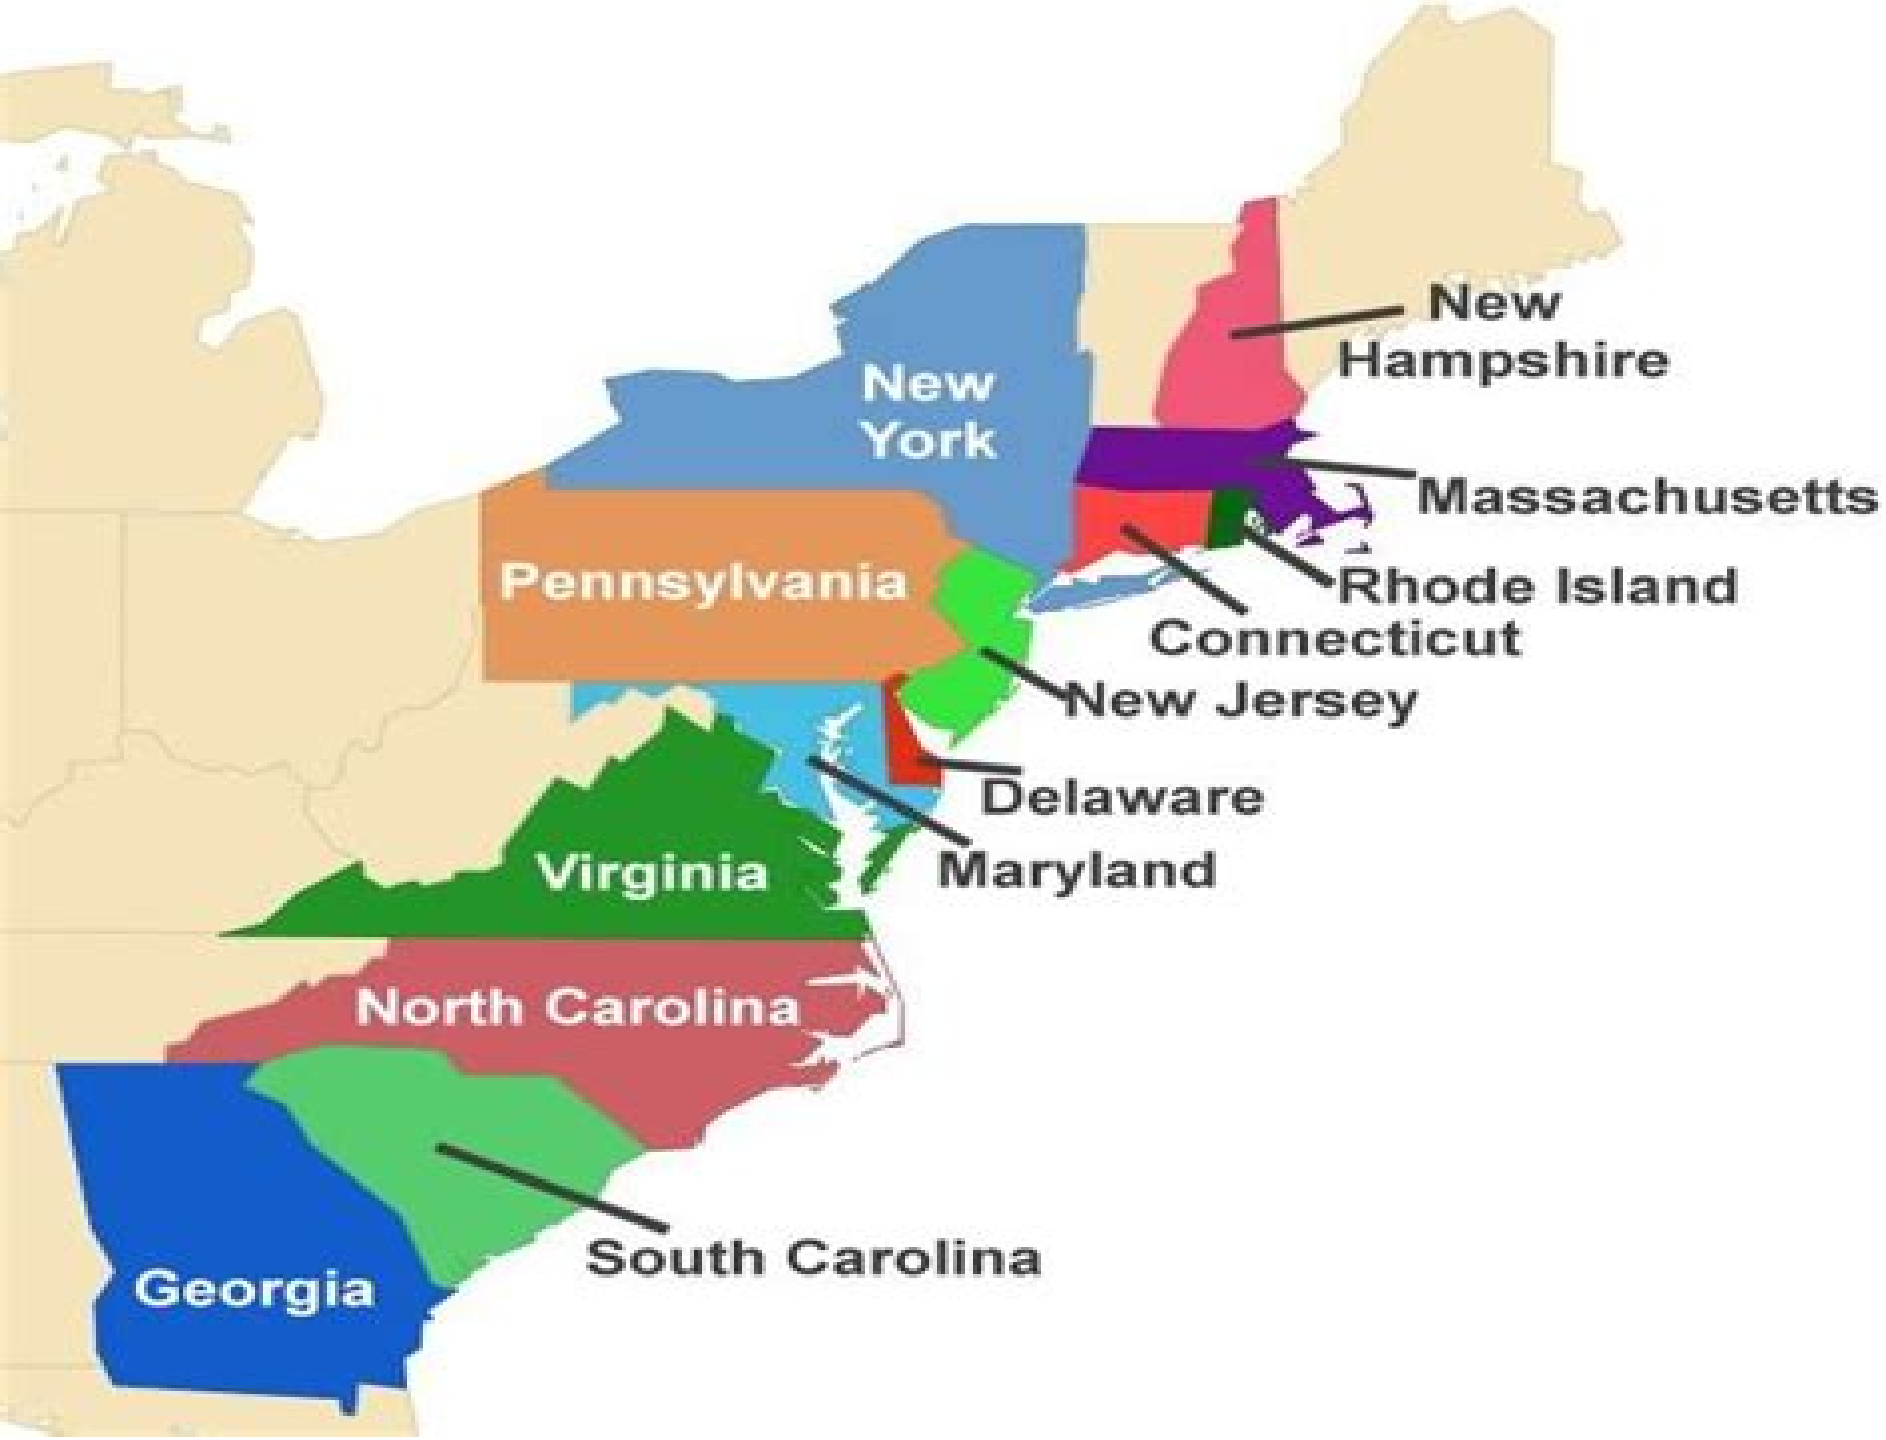 New
Hampshire
New
York
Massachusetts
Pennsylvania
Rhode Island
Connecticut
New Jersey
Delaware
Maryland
Virginia
North Carolina
South Carolina
Georgia